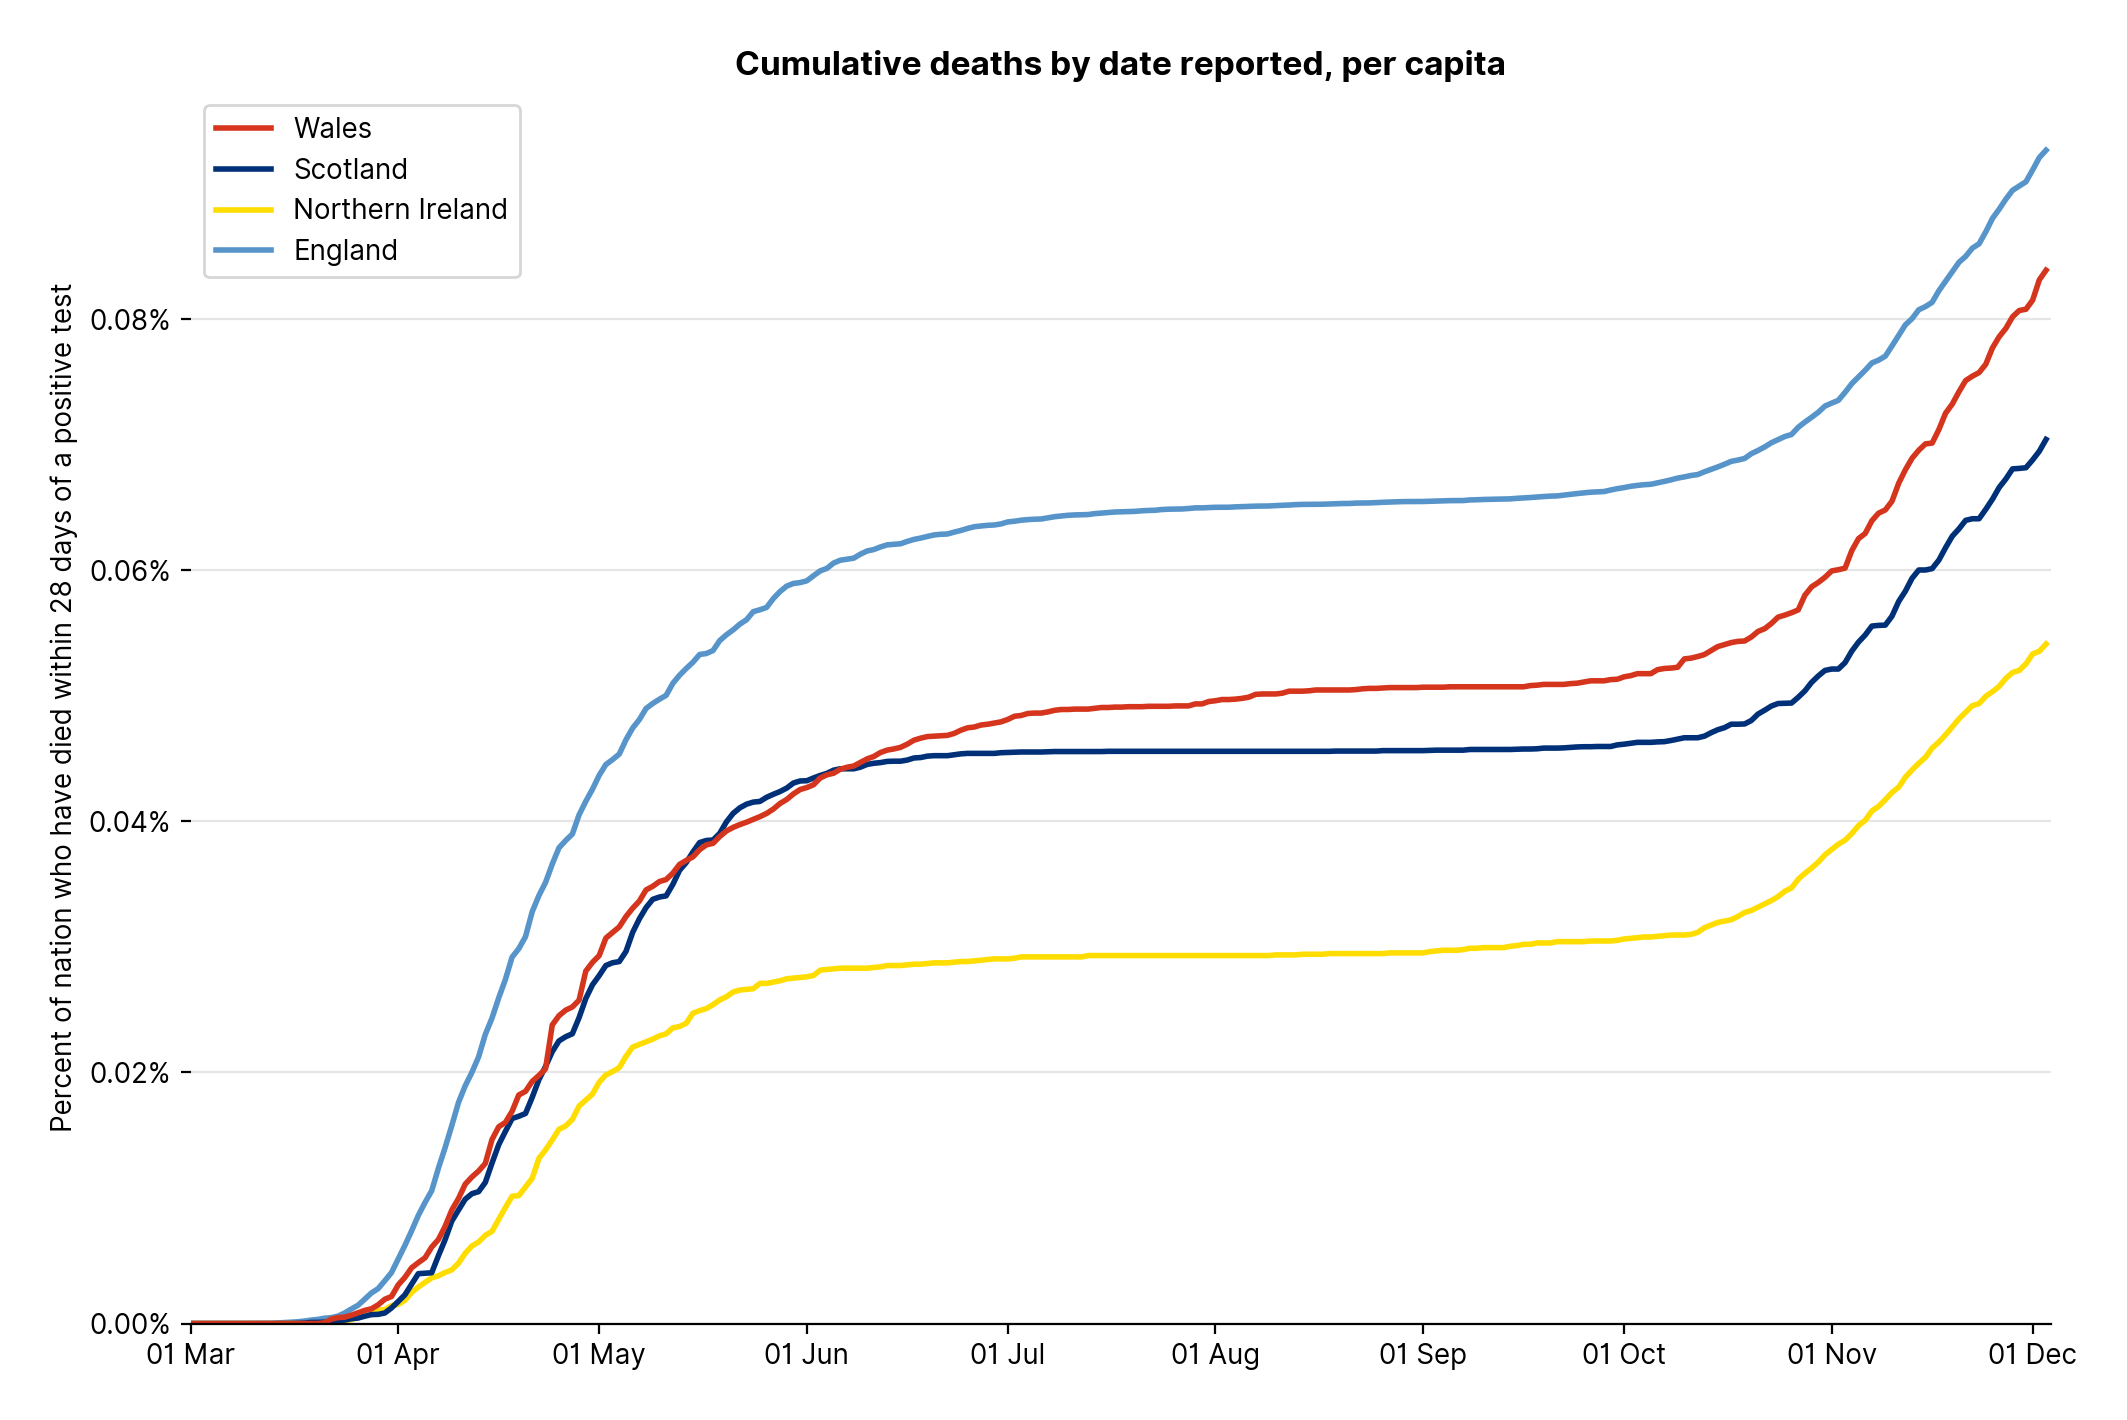 Cumulative deaths by date reported, per capita
Wales
Scotland
Northern Ireland
England
Percent of nation who have died within 28 days of a positive test
0.08%
0.06%
0.04%
0.02%
0.00%
01 Mar
01 Apr
01 May
01 Jun
01 Jul
01 Aug
01 Sep
01 Oct
01 Nov
01 Dec